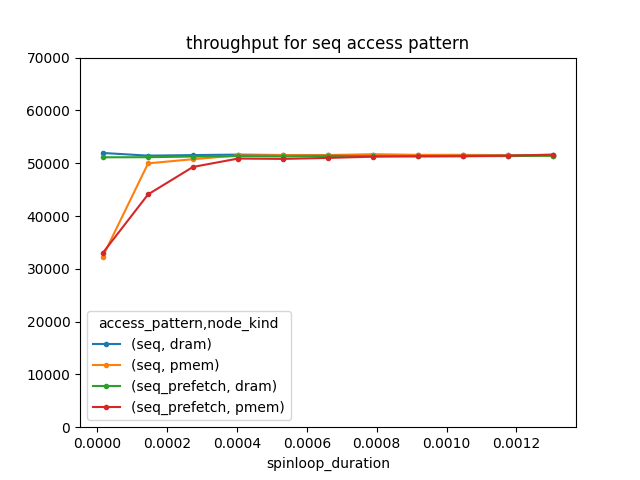 throughput for seq access pattern
70000
60000
50000
40000
30000
20000
10000
0
access_pattern,node_kind
(seq, dram)
(seq, pmem)
(seq_prefetch, dram)
(seq_prefetch, pmem)
0.0000 0.0002 0.0004 0.0006 0.0008 0.0010 0.0012
spinloop_duration